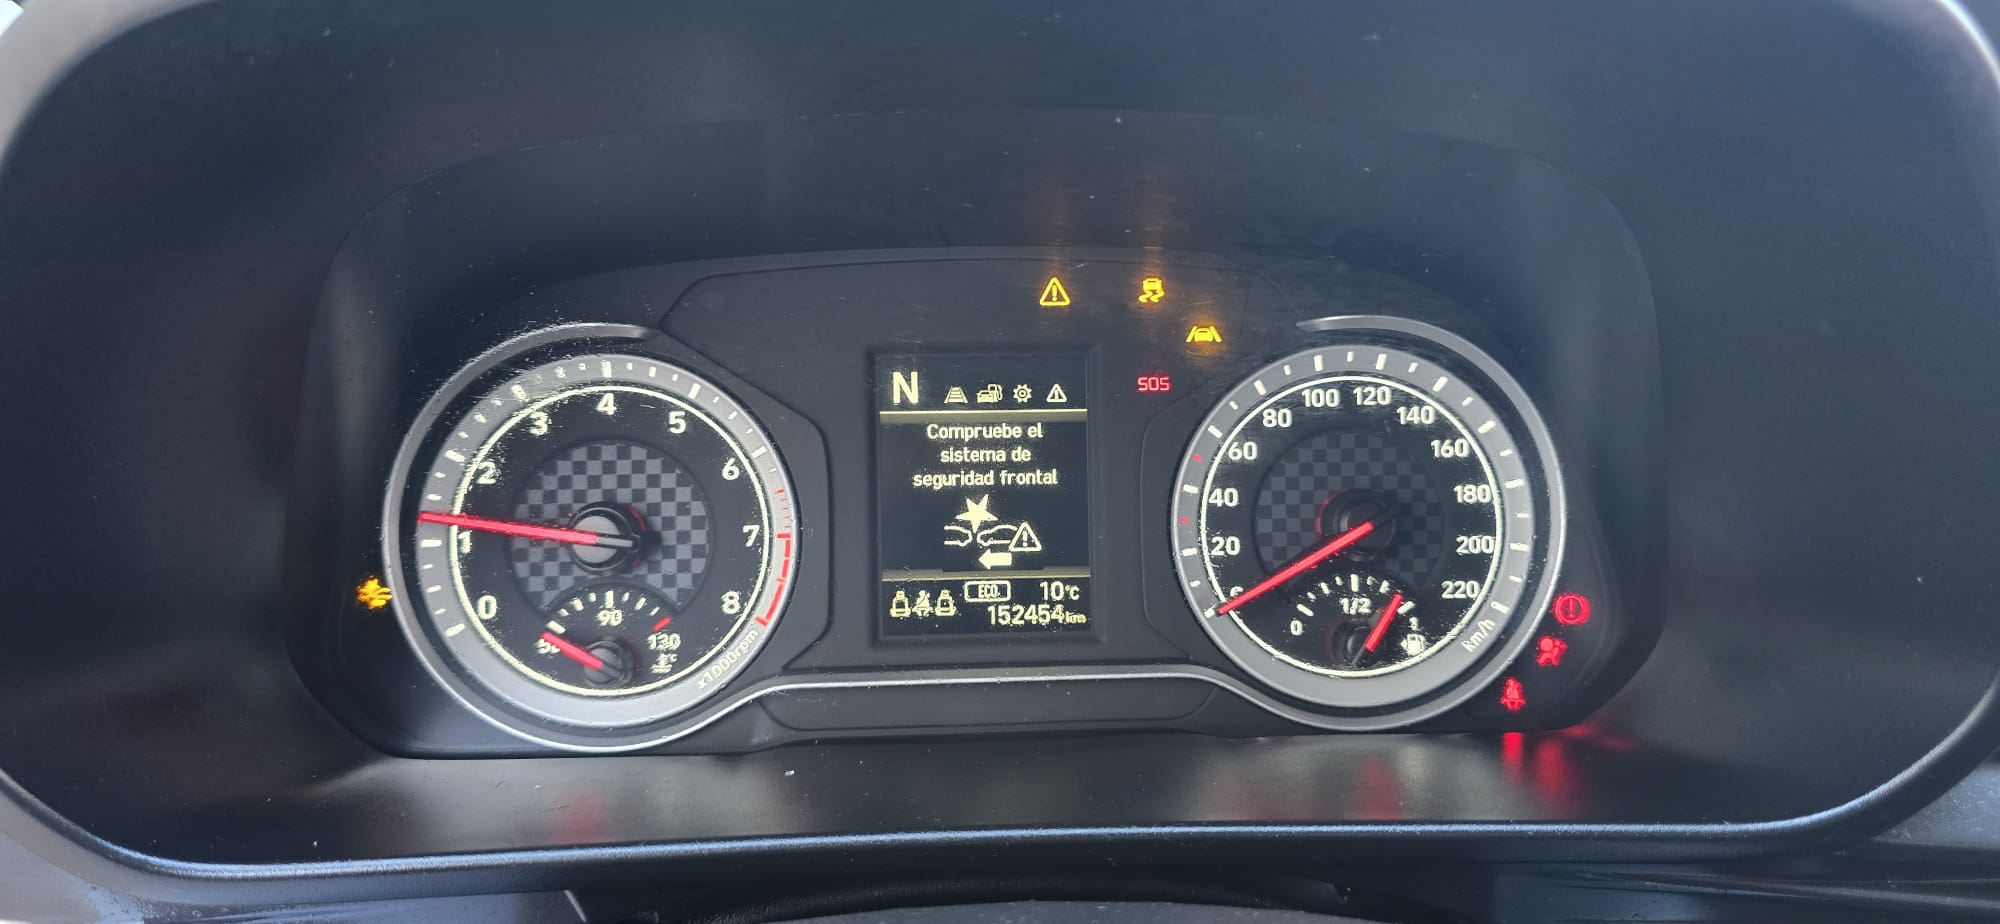 0
1
2
3
4
5
6
7
8
x1000rpm
90
130
N
Compruebe el
sistema de
seguridad frontal
ECO
10°C
152454km
SOS
20
40
60
80
100
120
140
160
180
200
220
km/h
0
1/2
1